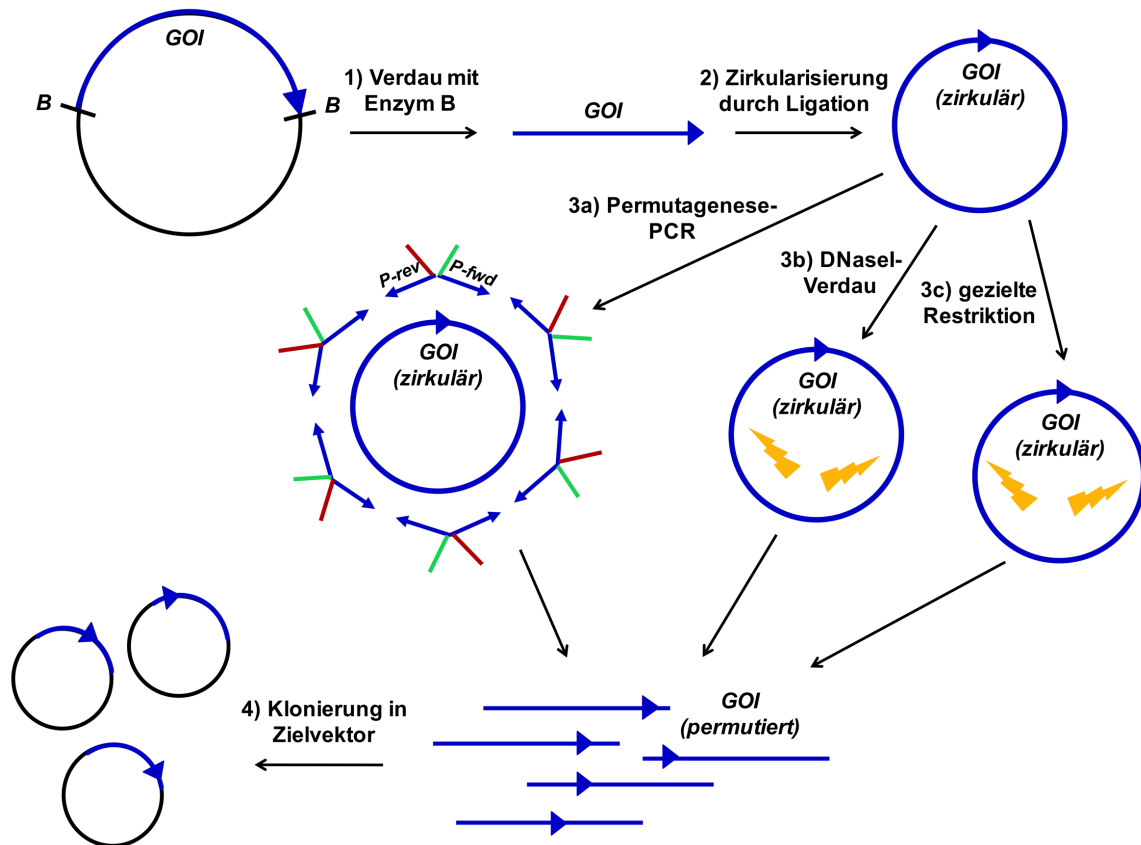 GOI
B
B
1) Verdau mit
Enzym B
GOI
2) Zirkularisierung
durch Ligation
GOI
(zirkulär)
3a) Permutagenese-
PCR
3b) DNaseI-
Verdau
3c) gezielte
Restriktion
P-rev
P-fwd
GOI
(zirkulär)
GOI
(zirkulär)
GOI
(zirkulär)
GOI
(permutiert)
4) Klonierung in
Zielvektor